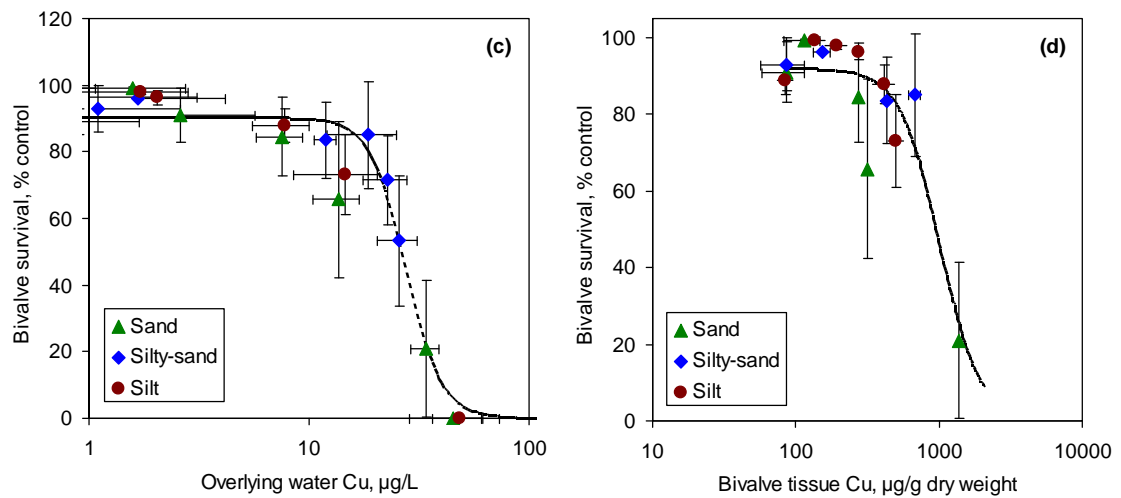 120
100
80
60
40
20
0
Bivalve survival, % control
(c)
Sand
Silty-sand
Silt
1
10
100
Overlying water Cu, µg/L
100
80
60
40
20
0
Bivalve survival, % control
(d)
Sand
Silty-sand
Silt
10
100
1000
10000
Bivalve tissue Cu, µg/g dry weight